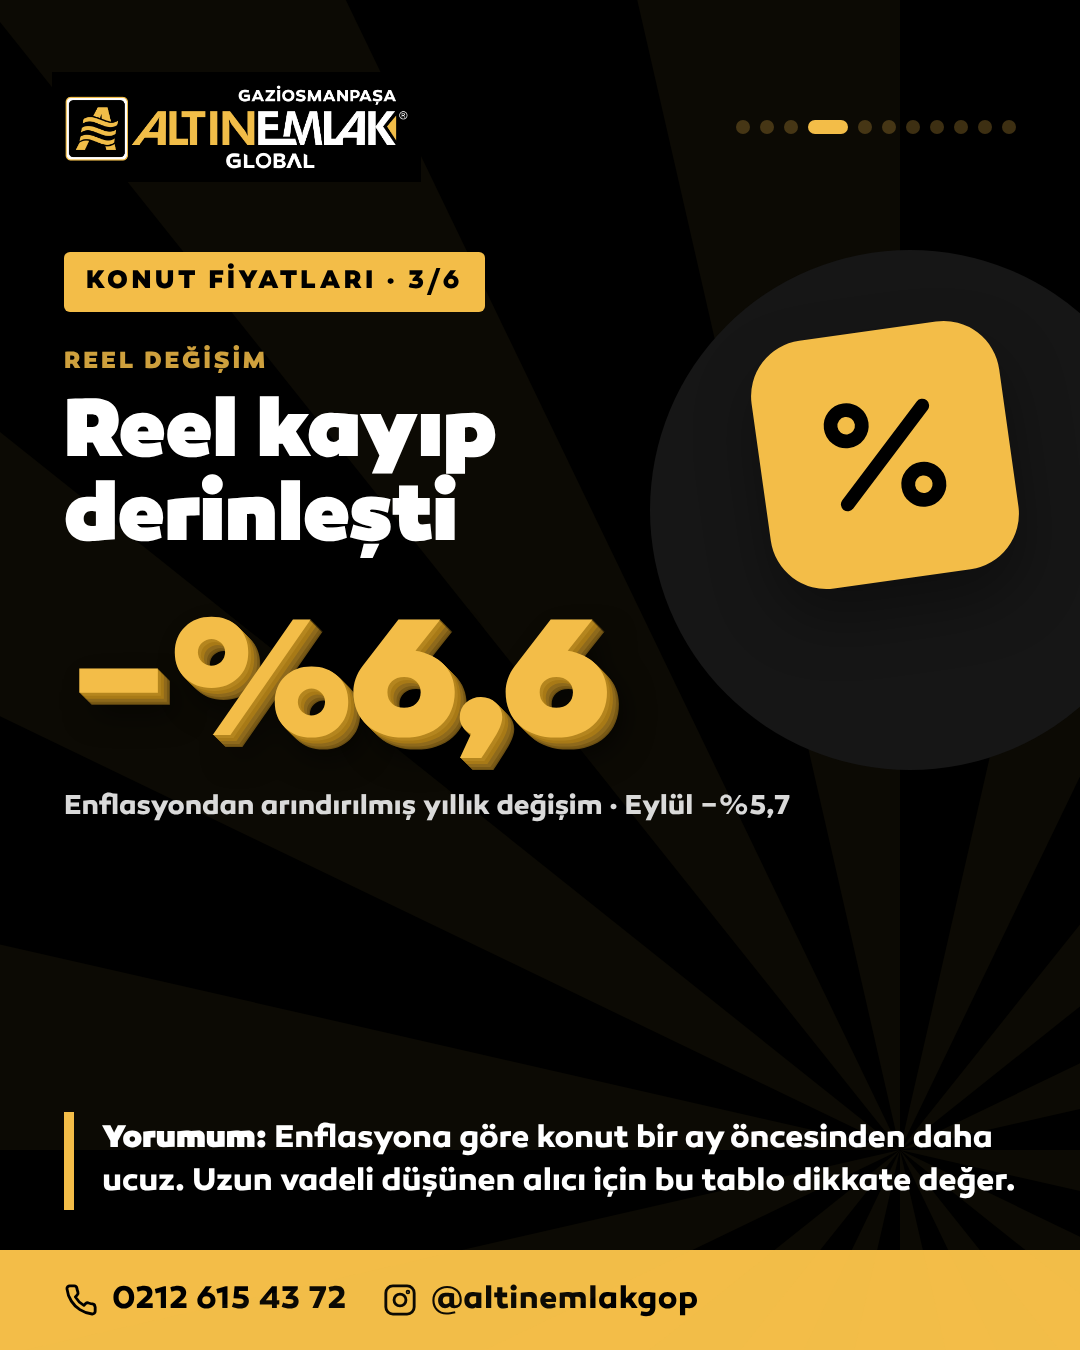 GAZİOSMANPAŞA
ALTINEMLAK®
GLOBAL
KONUT FİYATLARI · 3/6
REEL DEĞİŞİM
Reel kayıp
derinleşti
%
−%6,6
Enflasyondan arındırılmış yıllık değişim · Eylül −%5,7
Yorumum: Enflasyona göre konut bir ay öncesinden daha
ucuz. Uzun vadeli düşünen alıcı için bu tablo dikkate değer.
0212 615 43 72 @altinemlakgop